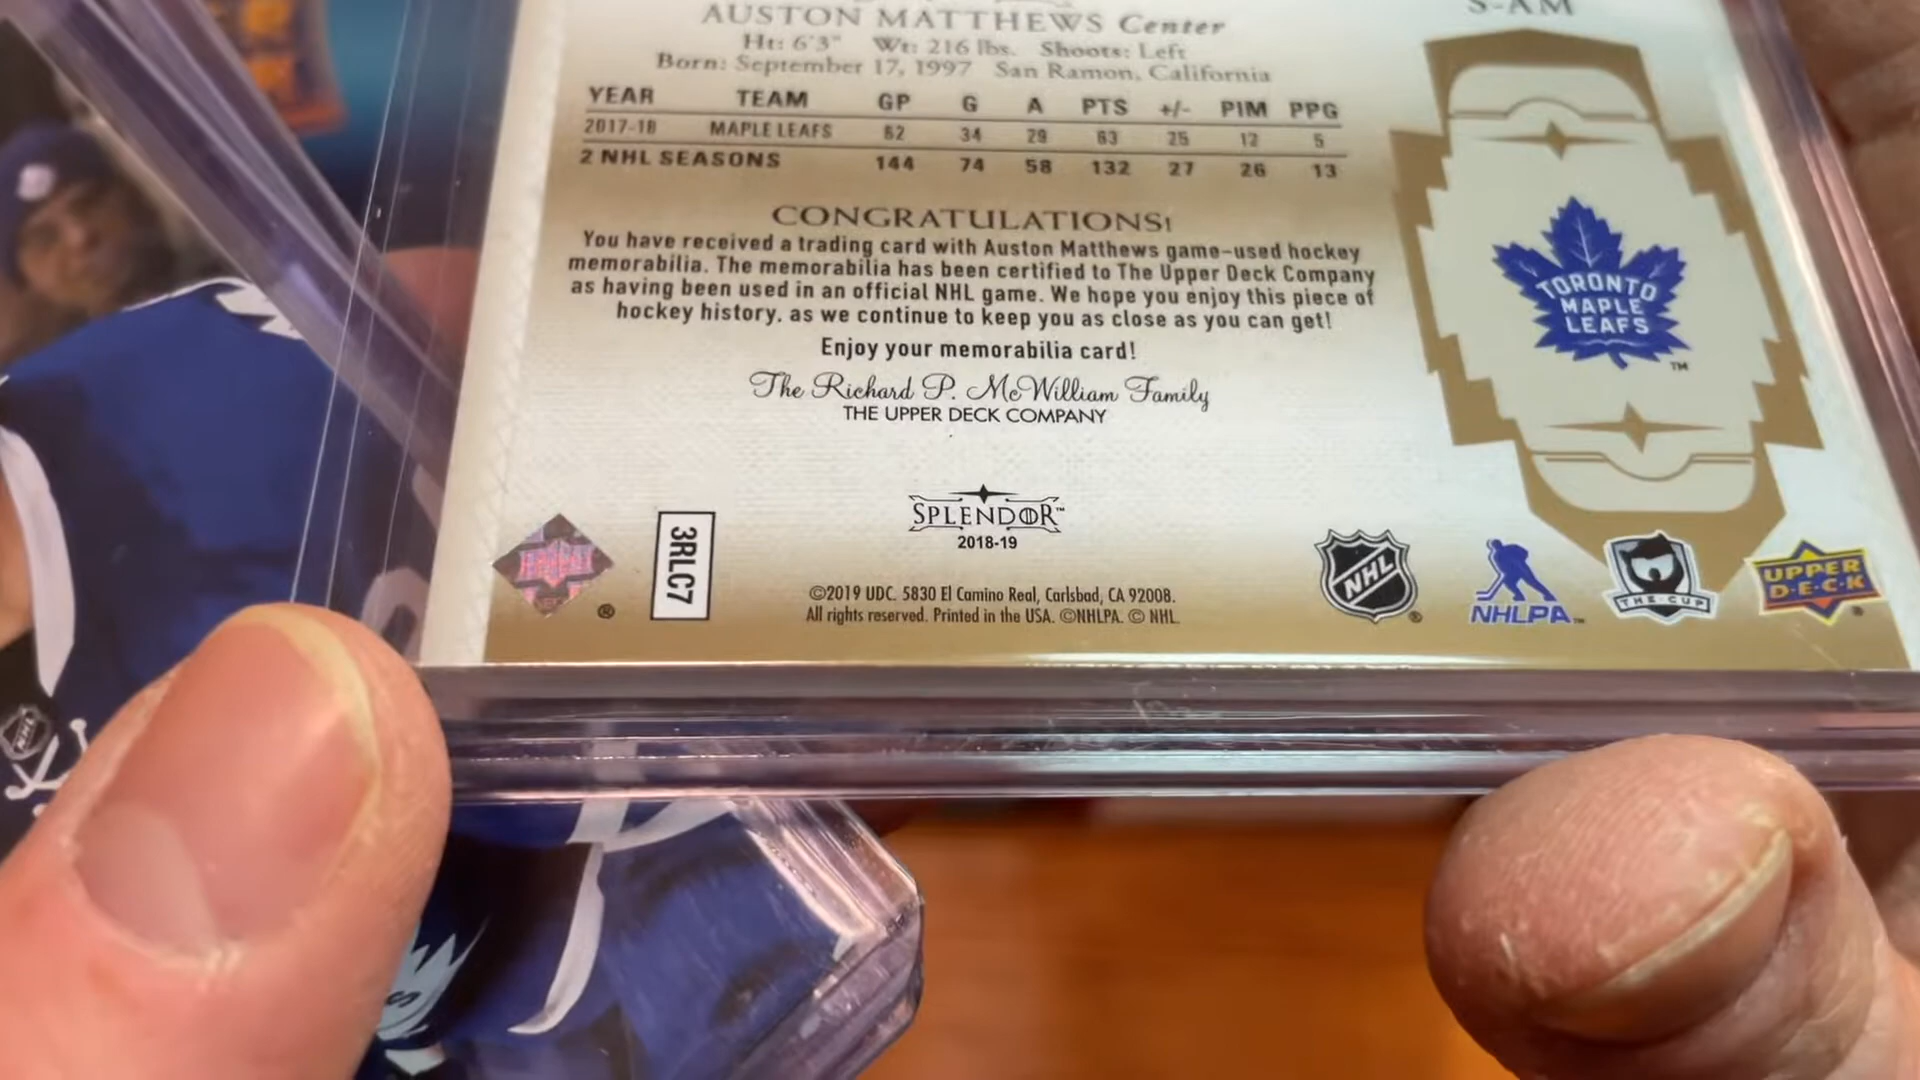 AUSTON MATTHEWS Center
S-AM
Ht: 6'3" Wt: 216 lbs. Shoots: Left
Born: September 17, 1997 San Ramon, California
YEAR TEAM GP G A PTS +/- PIM PPG
2017-18 MAPLE LEAFS 62 34 29 63 25 12 5
2 NHL SEASONS 144 74 58 132 27 26 13
CONGRATULATIONS!
You have received a trading card with Auston Matthews game-used hockey
memorabilia. The memorabilia has been certified to The Upper Deck Company
as having been used in an official NHL game. We hope you enjoy this piece of
hockey history, as we continue to keep you as close as you can get!
Enjoy your memorabilia card!
The Richard P. McWilliam Family
THE UPPER DECK COMPANY
TORONTO
MAPLE
LEAFS
TM
SPLENDOR™
2018-19
3RLC7
®
©2019 UDC. 5830 El Camino Real, Carlsbad, CA 92008.
All rights reserved. Printed in the USA. ©NHLPA. © NHL.
NHL
®
NHLPA™
THE CUP
UPPER
D·E·C·K
®
NHL